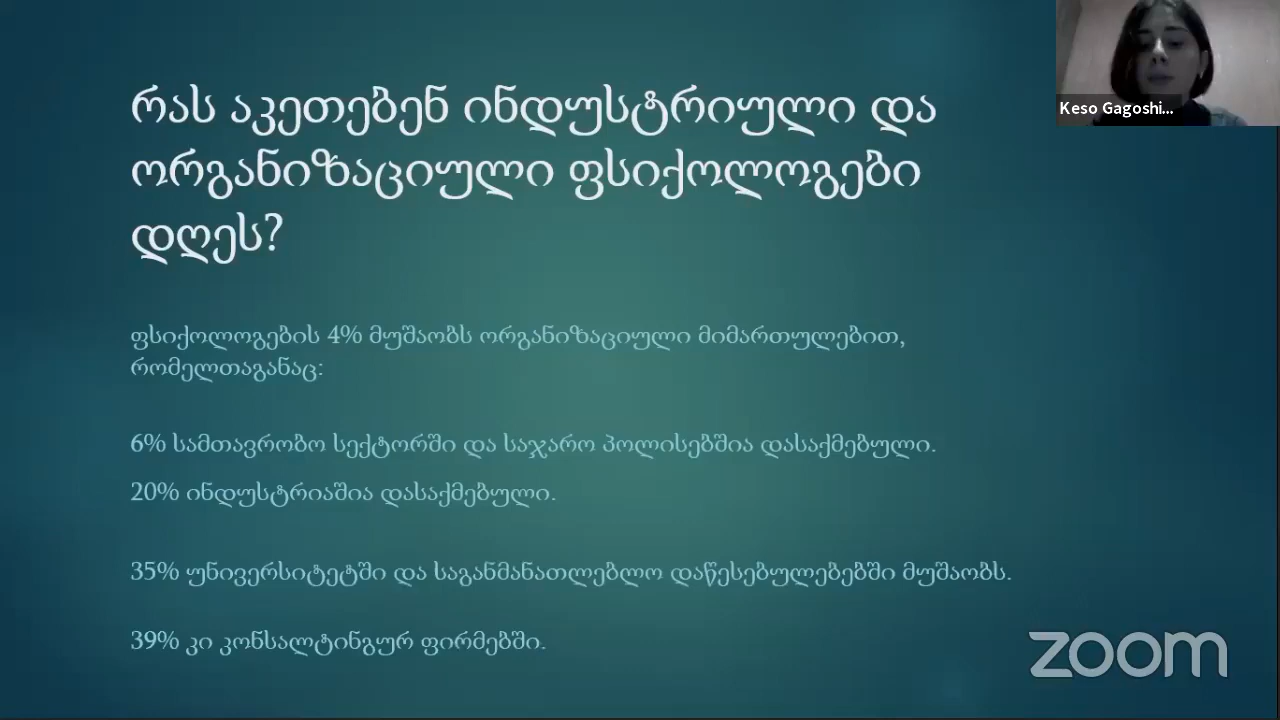 რას აკეთებენ ინდუსტრიული და
ორგანიზაციული ფსიქოლოგები
დღეს?
Keso Gagoshi...
ფსიქოლოგების 4% მუშაობს ორგანიზაციული მიმართულებით,
რომელთაგანაც:
6% სამთავრობო სექტორში და საჯარო პოლისებშია დასაქმებული.
20% ინდუსტრიაშია დასაქმებული.
35% უნივერსიტეტში და საგანმანათლებლო დაწესებულებებში მუშაობს.
39% კი კონსალტინგურ ფირმებში.
zoom